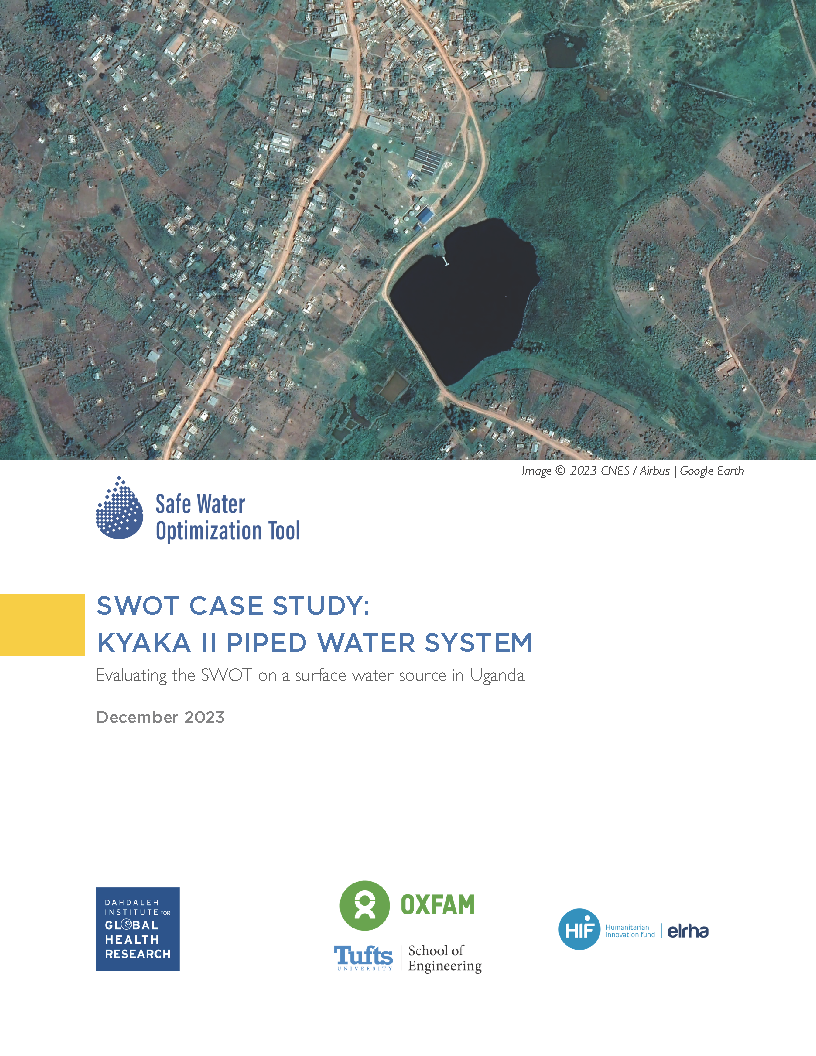 Image © 2023 CNES / Airbus | Google Earth
Safe Water
Optimization Tool
SWOT CASE STUDY:
KYAKA II PIPED WATER SYSTEM
Evaluating the SWOT on a surface water source in Uganda
December 2023
DAHDALEH
INSTITUTE FOR
GLOBAL
HEALTH
RESEARCH
OXFAM
Tufts
UNIVERSITY
School of
Engineering
HIF
Humanitarian
Innovation Fund
elrha